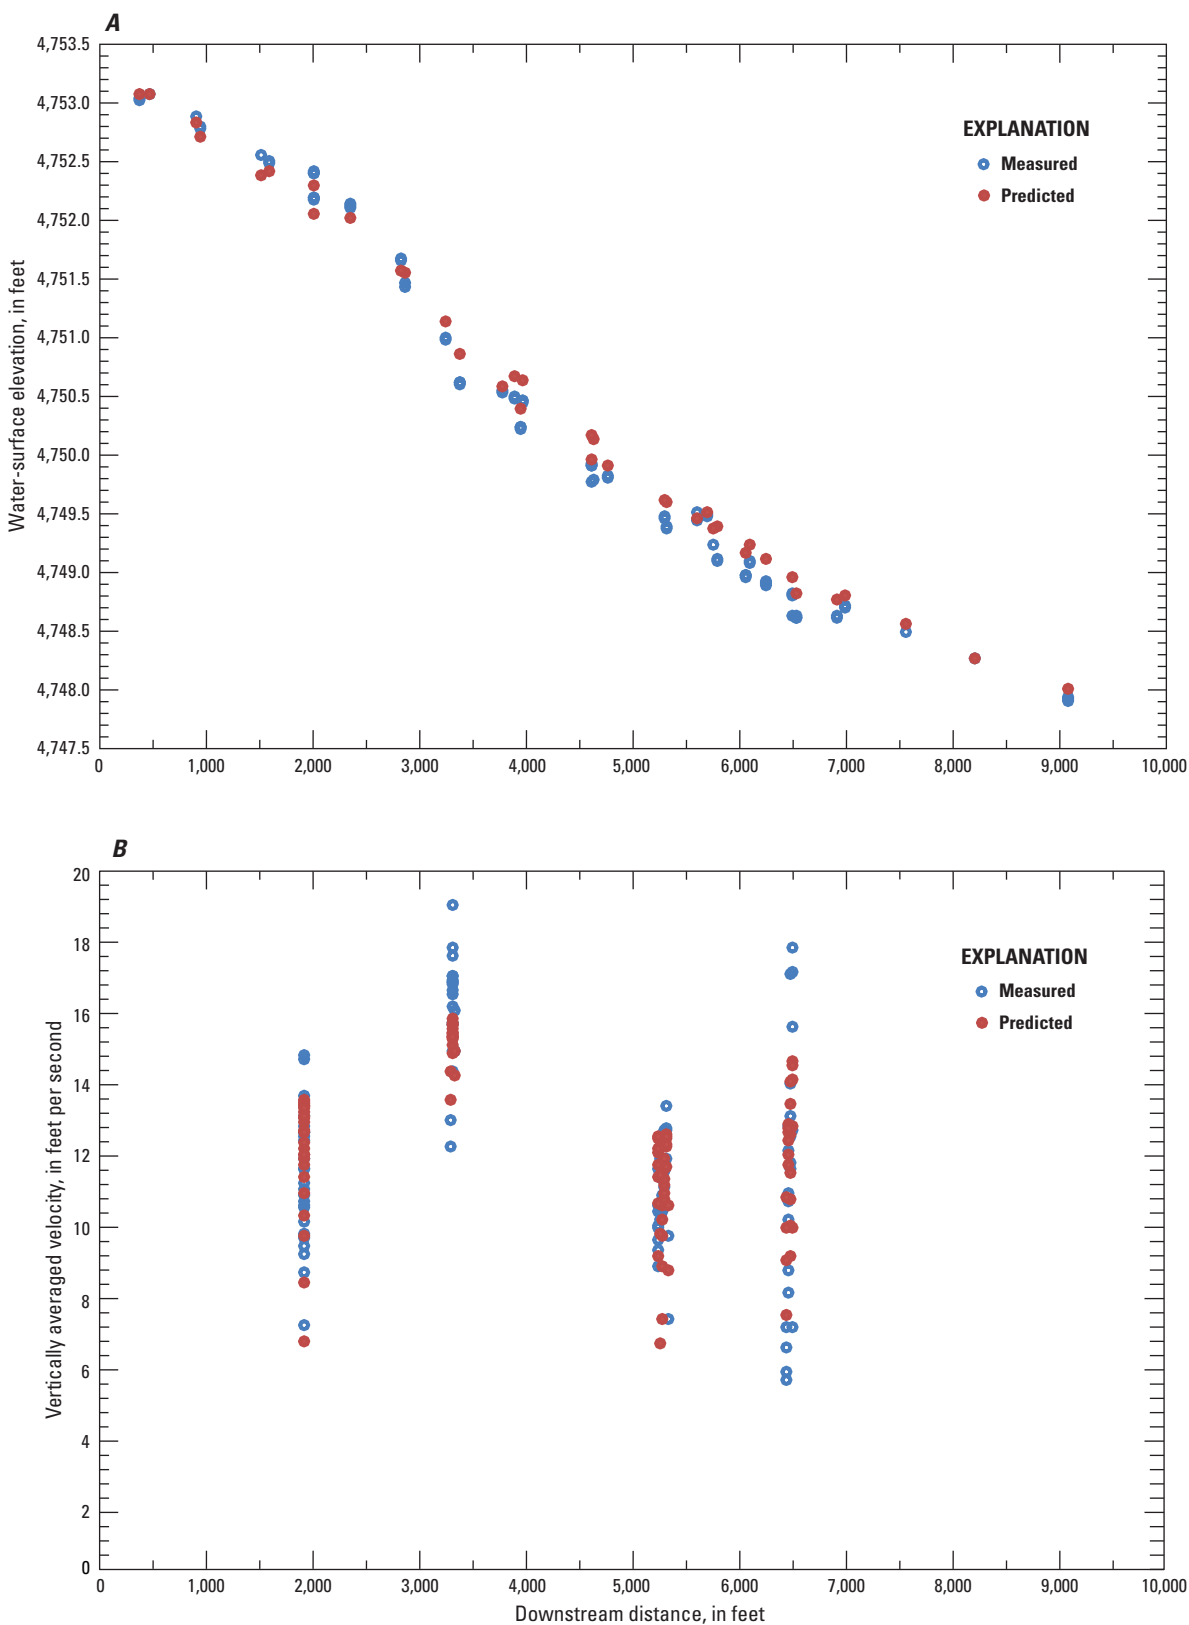 A
4,753.5
4,753.0
4,752.5
4,752.0
4,751.5
4,751.0
4,750.5
4,750.0
4,749.5
4,749.0
4,748.5
4,748.0
4,747.5
Water-surface elevation, in feet
EXPLANATION
Measured
Predicted
0 1,000 2,000 3,000 4,000 5,000 6,000 7,000 8,000 9,000 10,000
B
20
18
16
14
12
10
8
6
4
2
0
Vertically averaged velocity, in feet per second
EXPLANATION
Measured
Predicted
0 1,000 2,000 3,000 4,000 5,000 6,000 7,000 8,000 9,000 10,000
Downstream distance, in feet